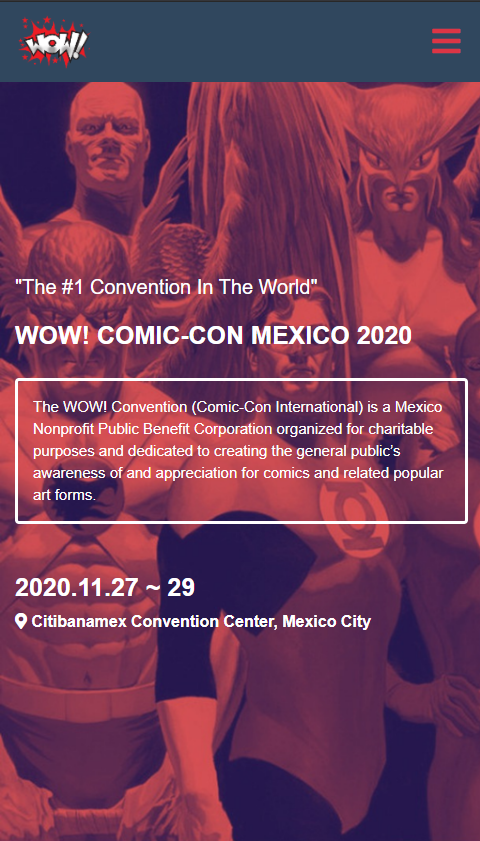 WOW!!
"The #1 Convention In The World"
WOW! COMIC-CON MEXICO 2020
The WOW! Convention (Comic-Con International) is a Mexico
Nonprofit Public Benefit Corporation organized for charitable
purposes and dedicated to creating the general public's
awareness of and appreciation for comics and related popular
art forms.
2020.11.27 ~ 29
Citibanamex Convention Center, Mexico City